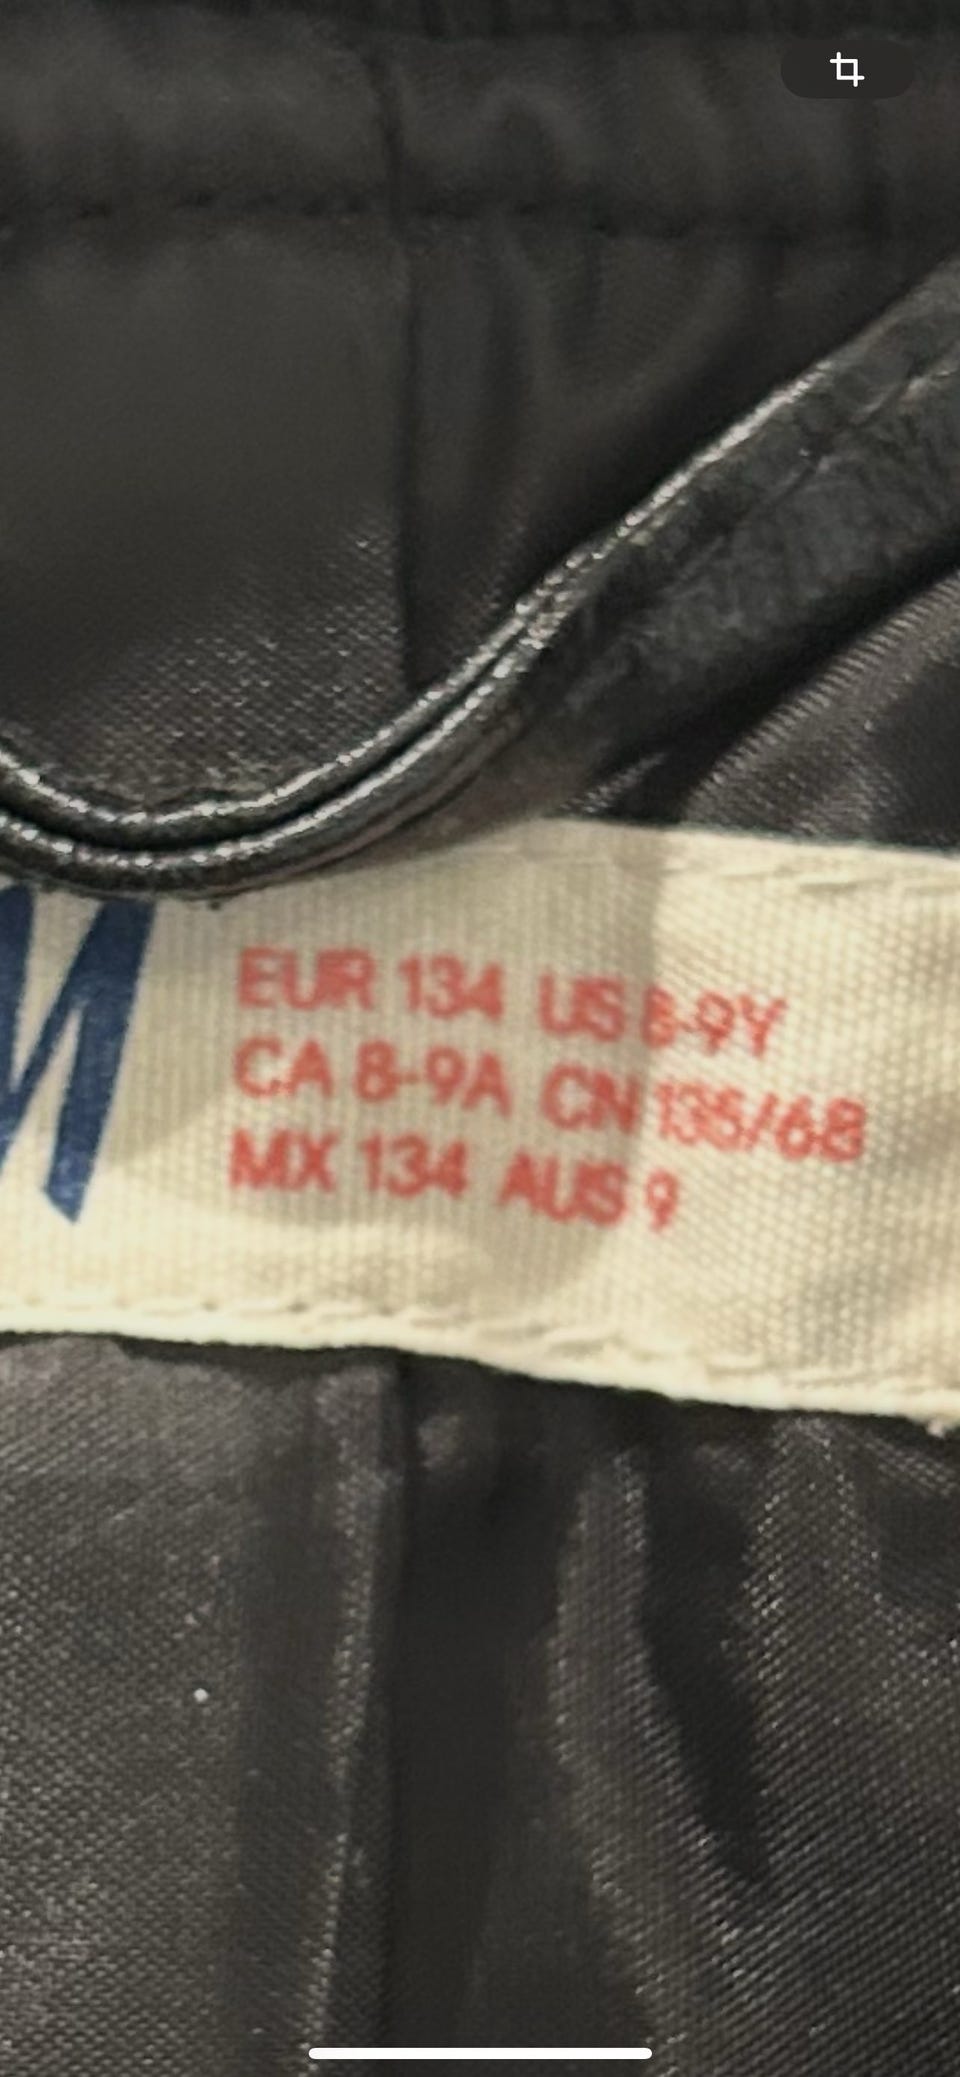 M
EUR 134 US 8-9Y
CA 8-9A CN 135/68
MX 134 AUS 9